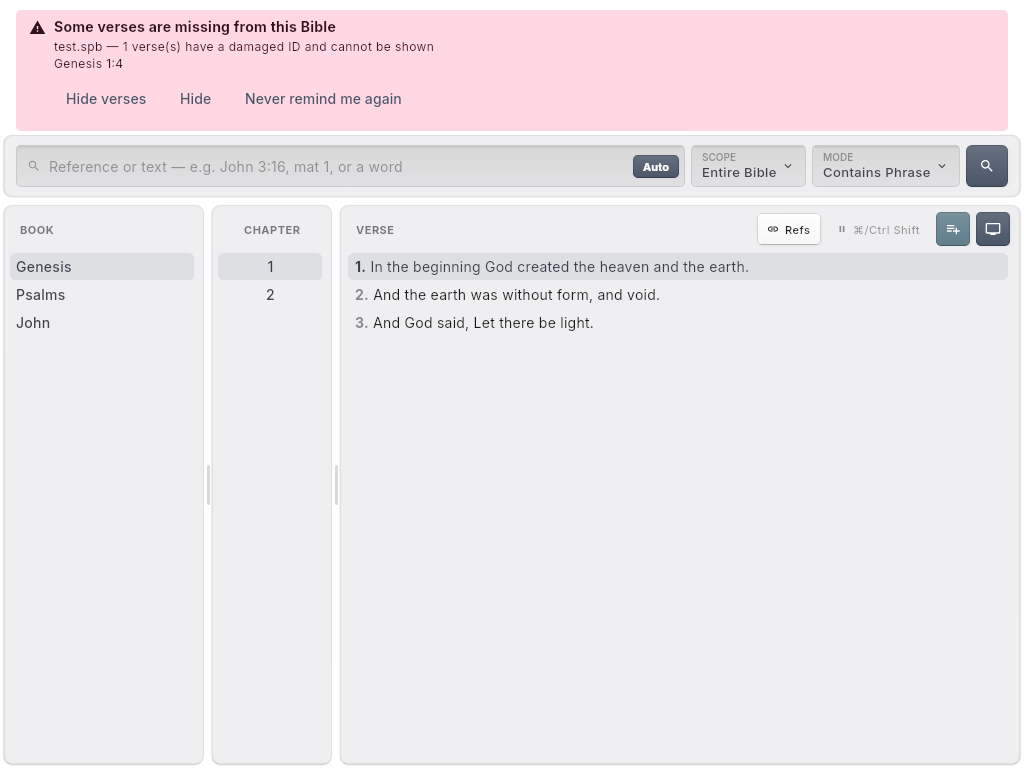 Some verses are missing from this Bible
test.spb — 1 verse(s) have a damaged ID and cannot be shown
Genesis 1:4
Hide verses Hide Never remind me again
Reference or text — e.g. John 3:16, mat 1, or a word
Auto
SCOPE
Entire Bible
MODE
Contains Phrase
BOOK
Genesis
Psalms
John
CHAPTER
1
2
VERSE
Refs
⌘/Ctrl Shift
1. In the beginning God created the heaven and the earth.
2. And the earth was without form, and void.
3. And God said, Let there be light.